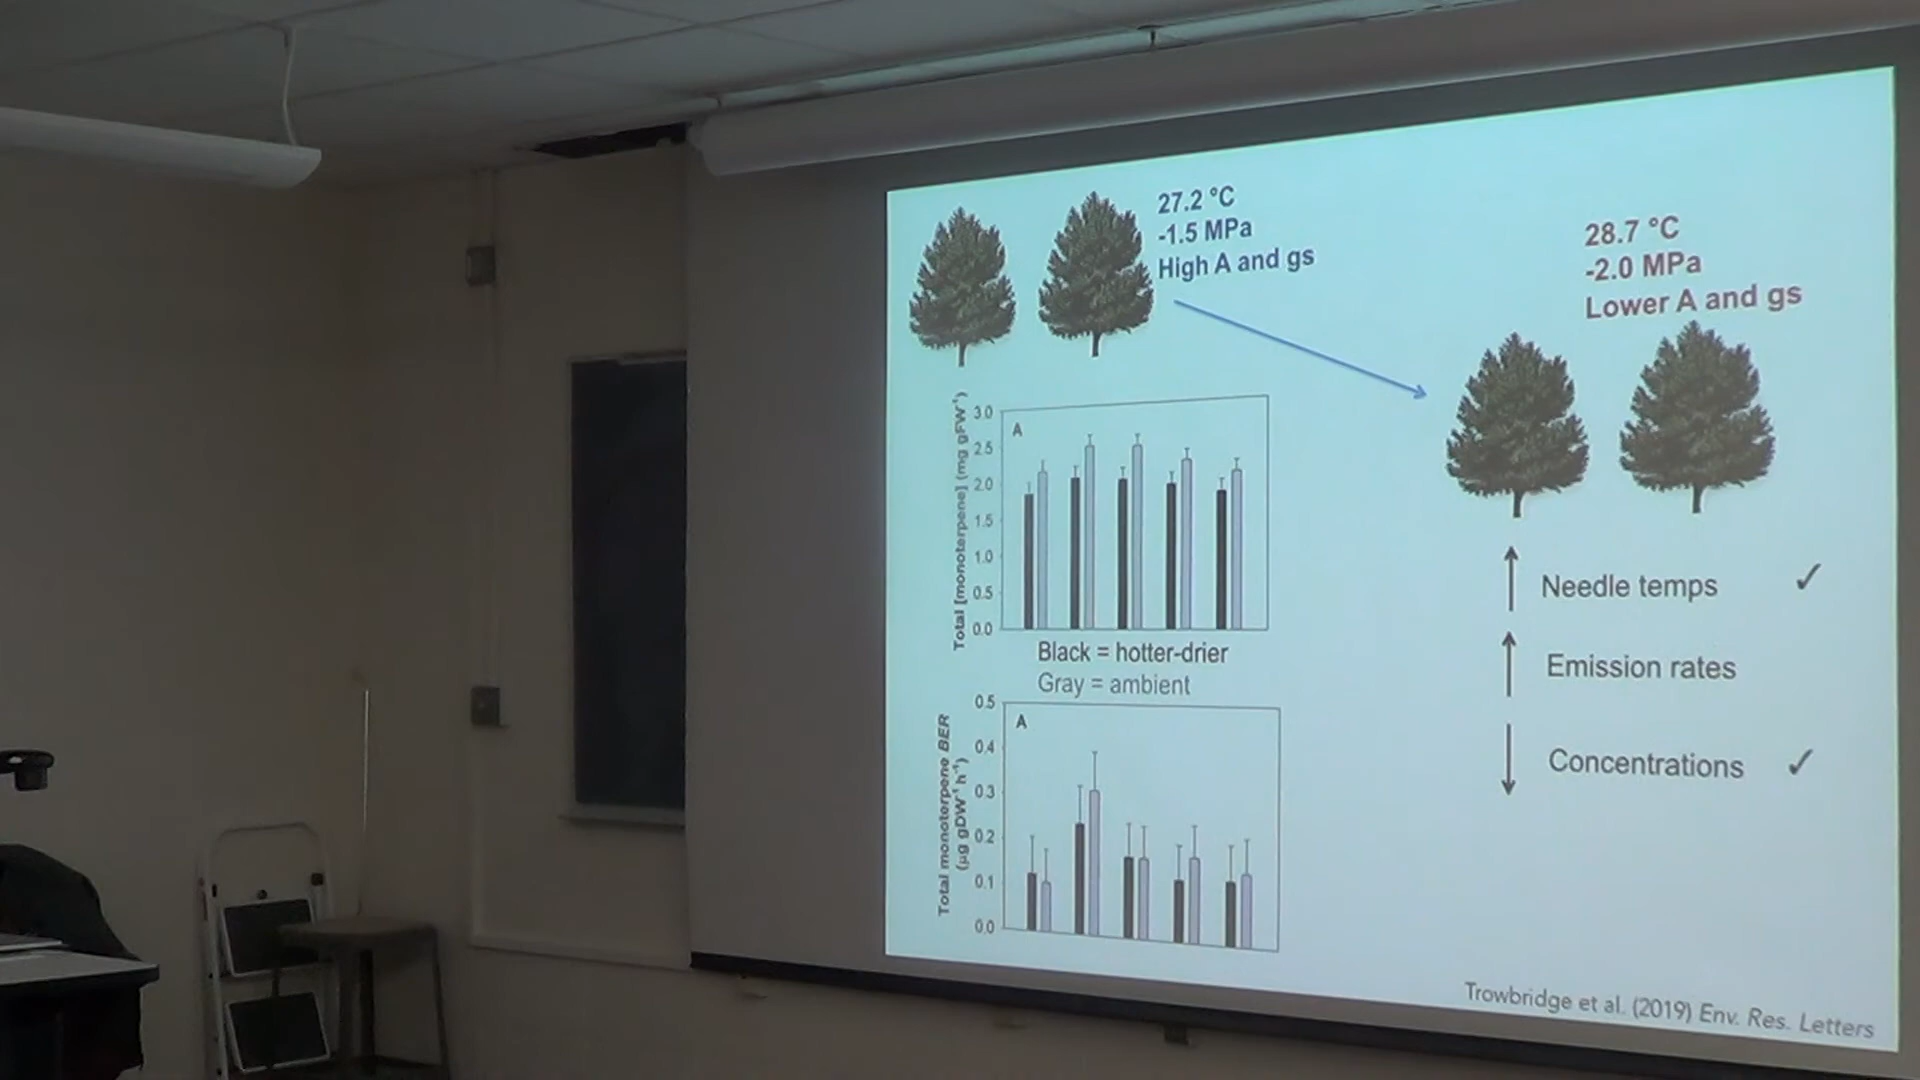 27.2 °C
-1.5 MPa
High A and gs
28.7 °C
-2.0 MPa
Lower A and gs
Total [monoterpene] (mg gFW⁻¹)
3.0
2.5
2.0
1.5
1.0
0.5
0.0
A
Black = hotter-drier
Gray = ambient
Total monoterpene BER
(µg gDW⁻¹ h⁻¹)
0.5
0.4
0.3
0.2
0.1
0.0
A
↑ Needle temps ✓
↑ Emission rates
↓ Concentrations ✓
Trowbridge et al. (2019) Env. Res. Letters